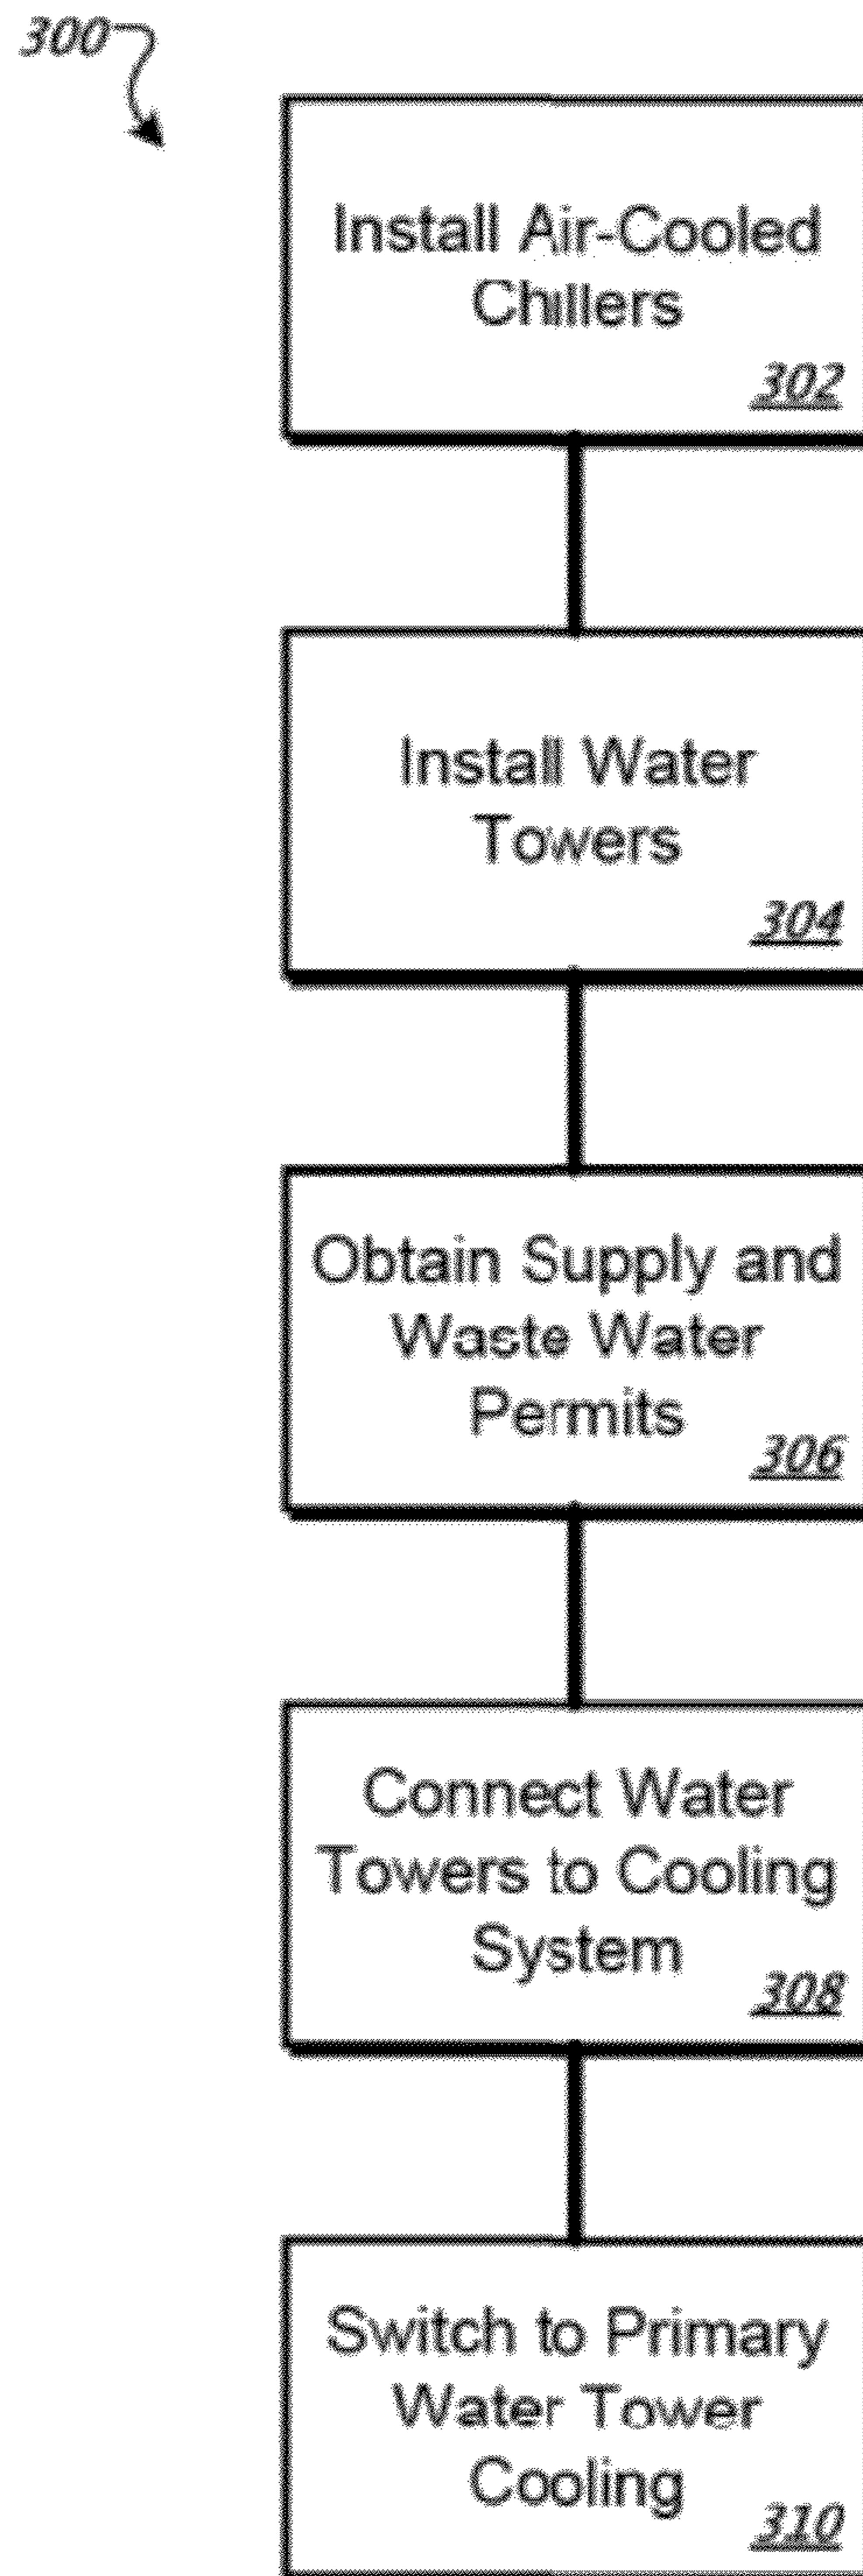 300
Install Air-Cooled
Chillers
302
Install Water
Towers
304
Obtain Supply and
Waste Water
Permits
306
Connect Water
Towers to Cooling
System
308
Switch to Primary
Water Tower
Cooling
310